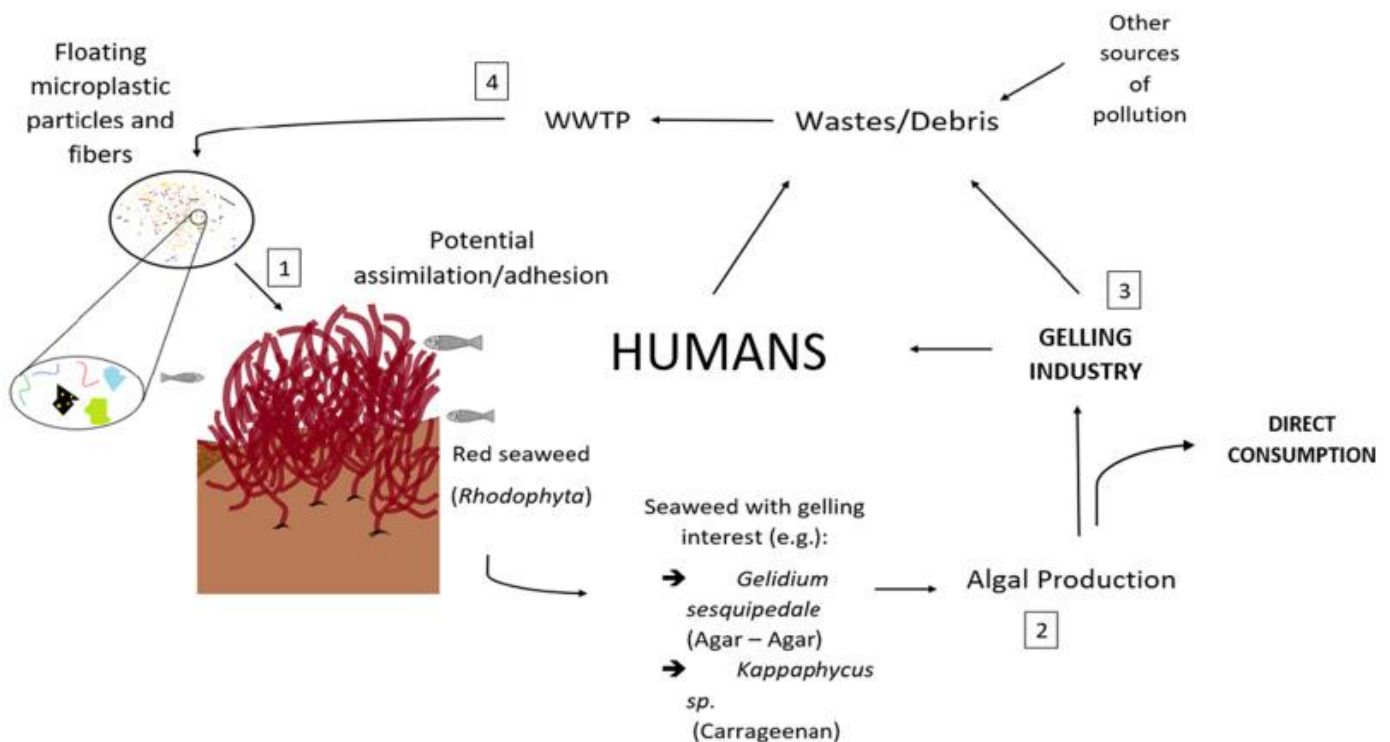 Floating
microplastic
particles and
fibers
4
WWTP
Wastes/Debris
Other
sources
of
pollution
1
Potential
assimilation/adhesion
HUMANS
3
GELLING
INDUSTRY
DIRECT
CONSUMPTION
Red seaweed
(Rhodophyta)
Seaweed with gelling
interest (e.g.):
➔ Gelidium
sesquipedale
(Agar – Agar)
➔ Kappaphycus
sp.
(Carrageenan)
Algal Production
2